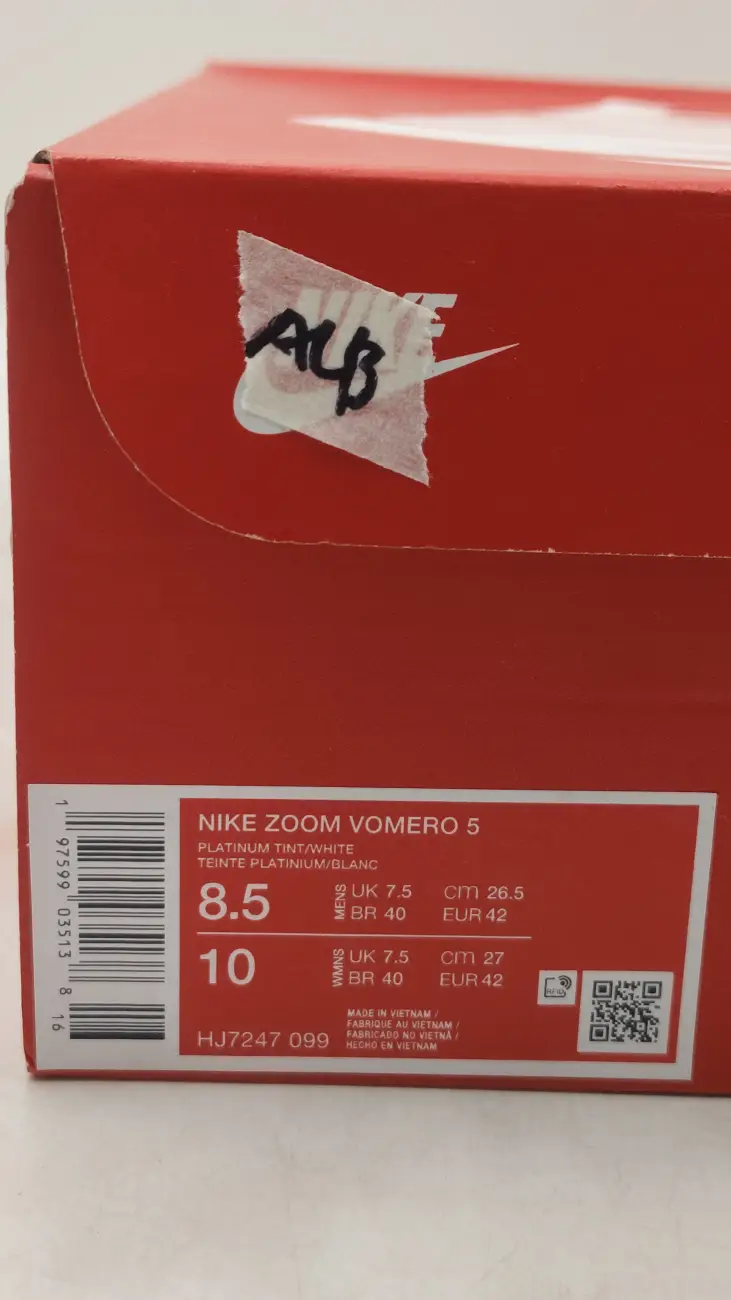 NIKE
ALB
1 97599 03513 8 16
NIKE ZOOM VOMERO 5
PLATINUM TINT/WHITE
TEINTE PLATINIUM/BLANC
8.5 MENS UK 7.5 cm 26.5
BR 40 EUR 42
10 WMNS UK 7.5 cm 27
BR 40 EUR 42
RFID
HJ7247 099
MADE IN VIETNAM /
FABRIQUE AU VIETNAM /
FABRICADO NO VIETNÃ /
HECHO EN VIETNAM